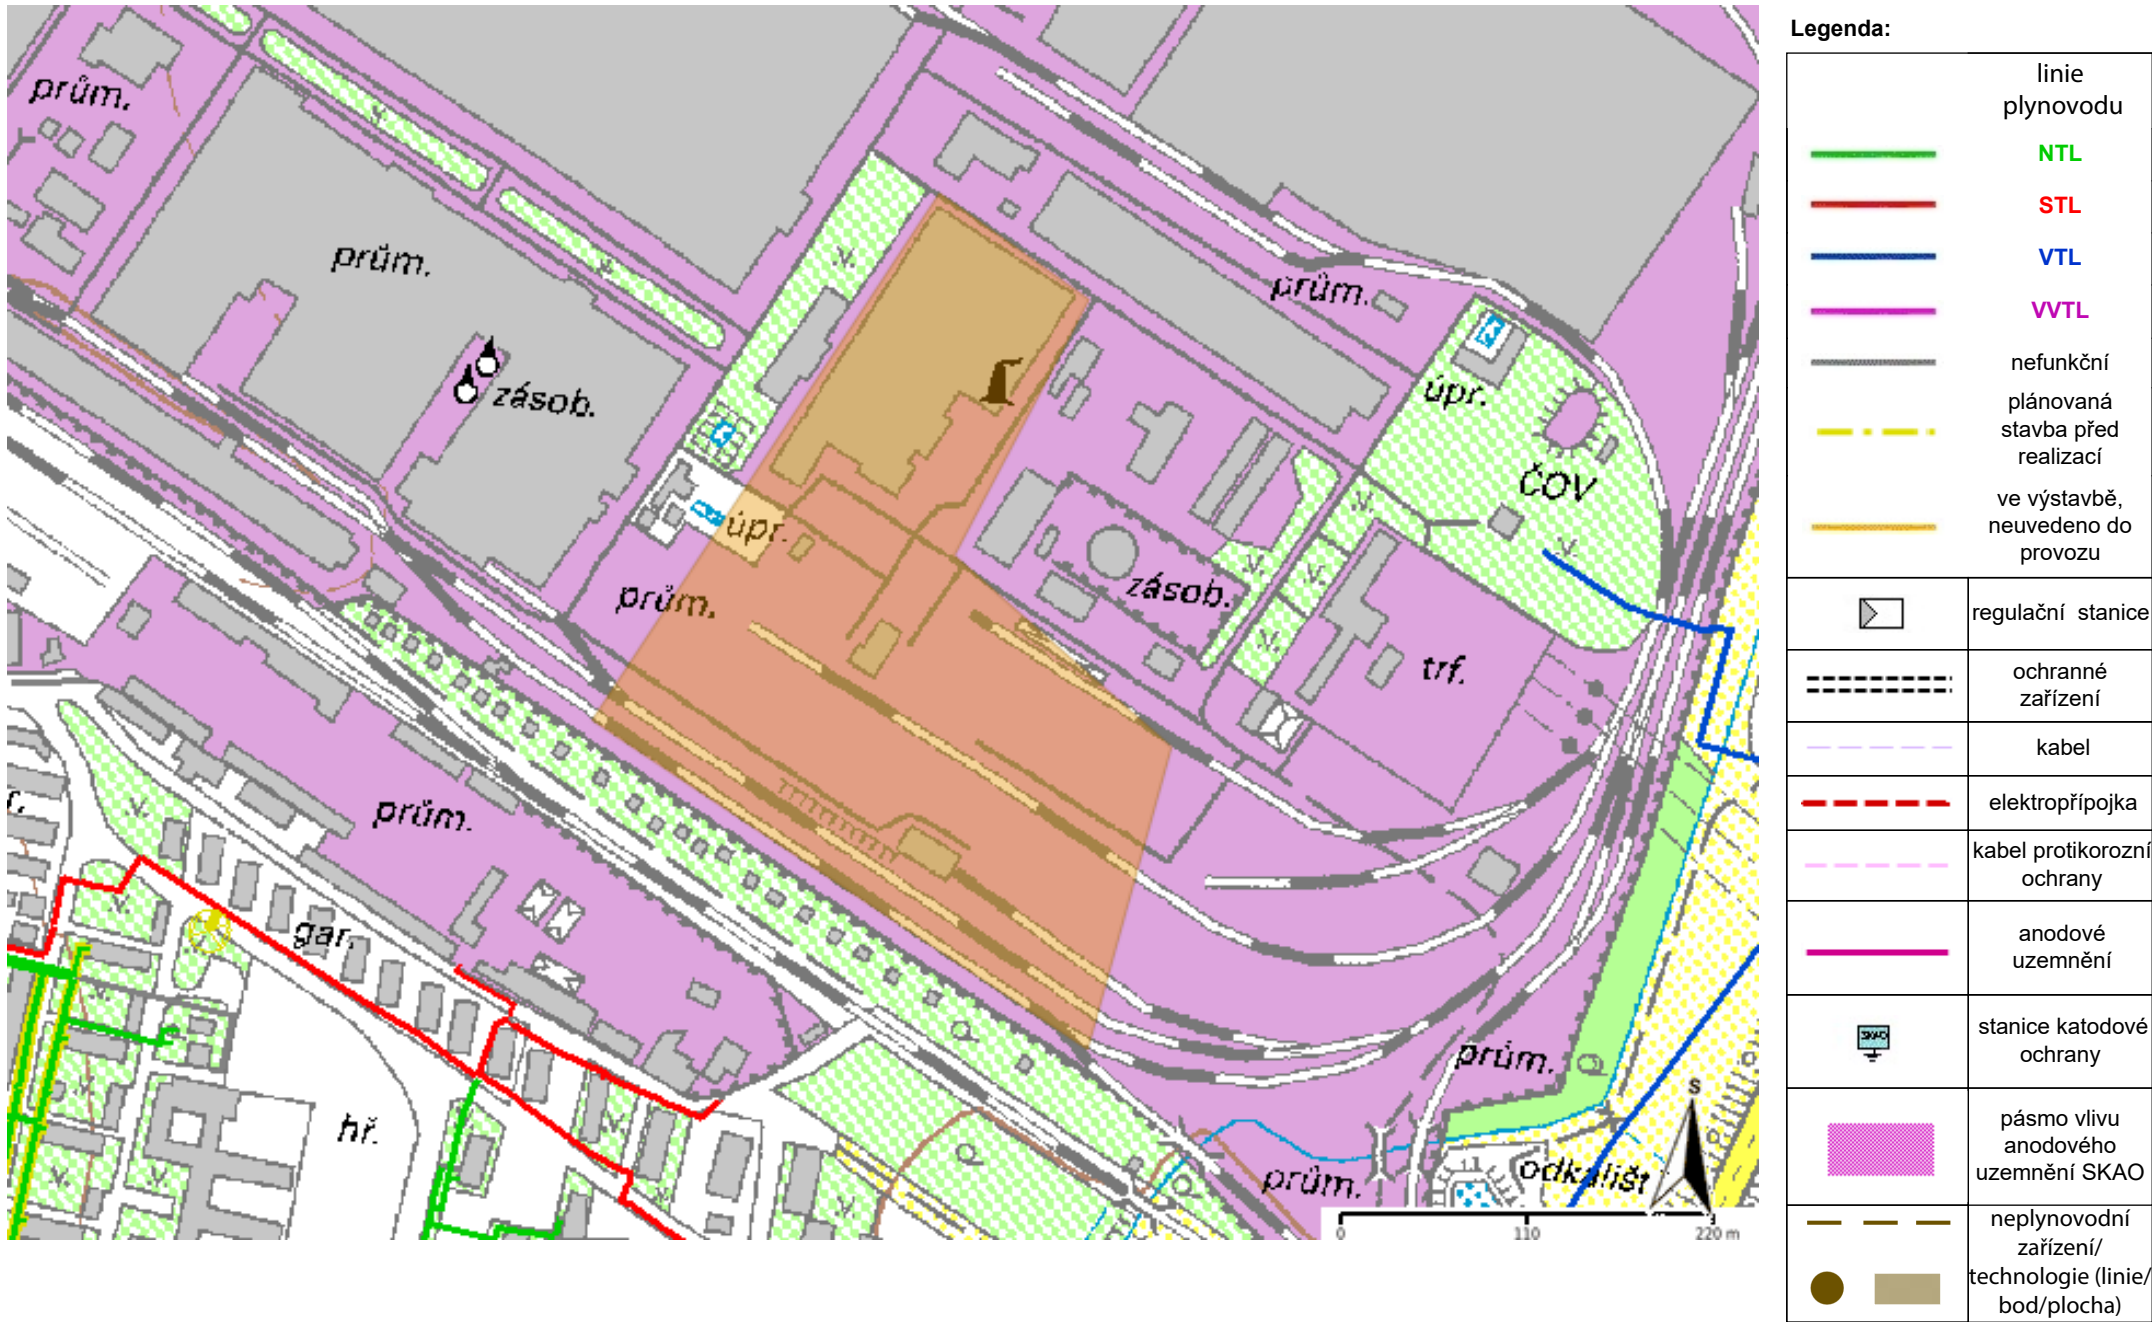 prům.
prům.
zásob.
prům.
úpr.
ČOV
úpr.
prům.
zásob.
trf.
prům.
gar.
hř.
prům.
prům.
odkališt
S
0
110
220 m
Legenda:
linie
plynovodu
NTL
STL
VTL
VVTL
nefunkční
plánovaná
stavba před
realizací
ve výstavbě,
neuvedeno do
provozu
regulační stanice
ochranné
zařízení
kabel
elektropřípojka
kabel protikorozní
ochrany
anodové
uzemnění
SKAO
stanice katodové
ochrany
pásmo vlivu
anodového
uzemnění SKAO
neplynovodní
zařízení/
technologie (linie/
bod/plocha)